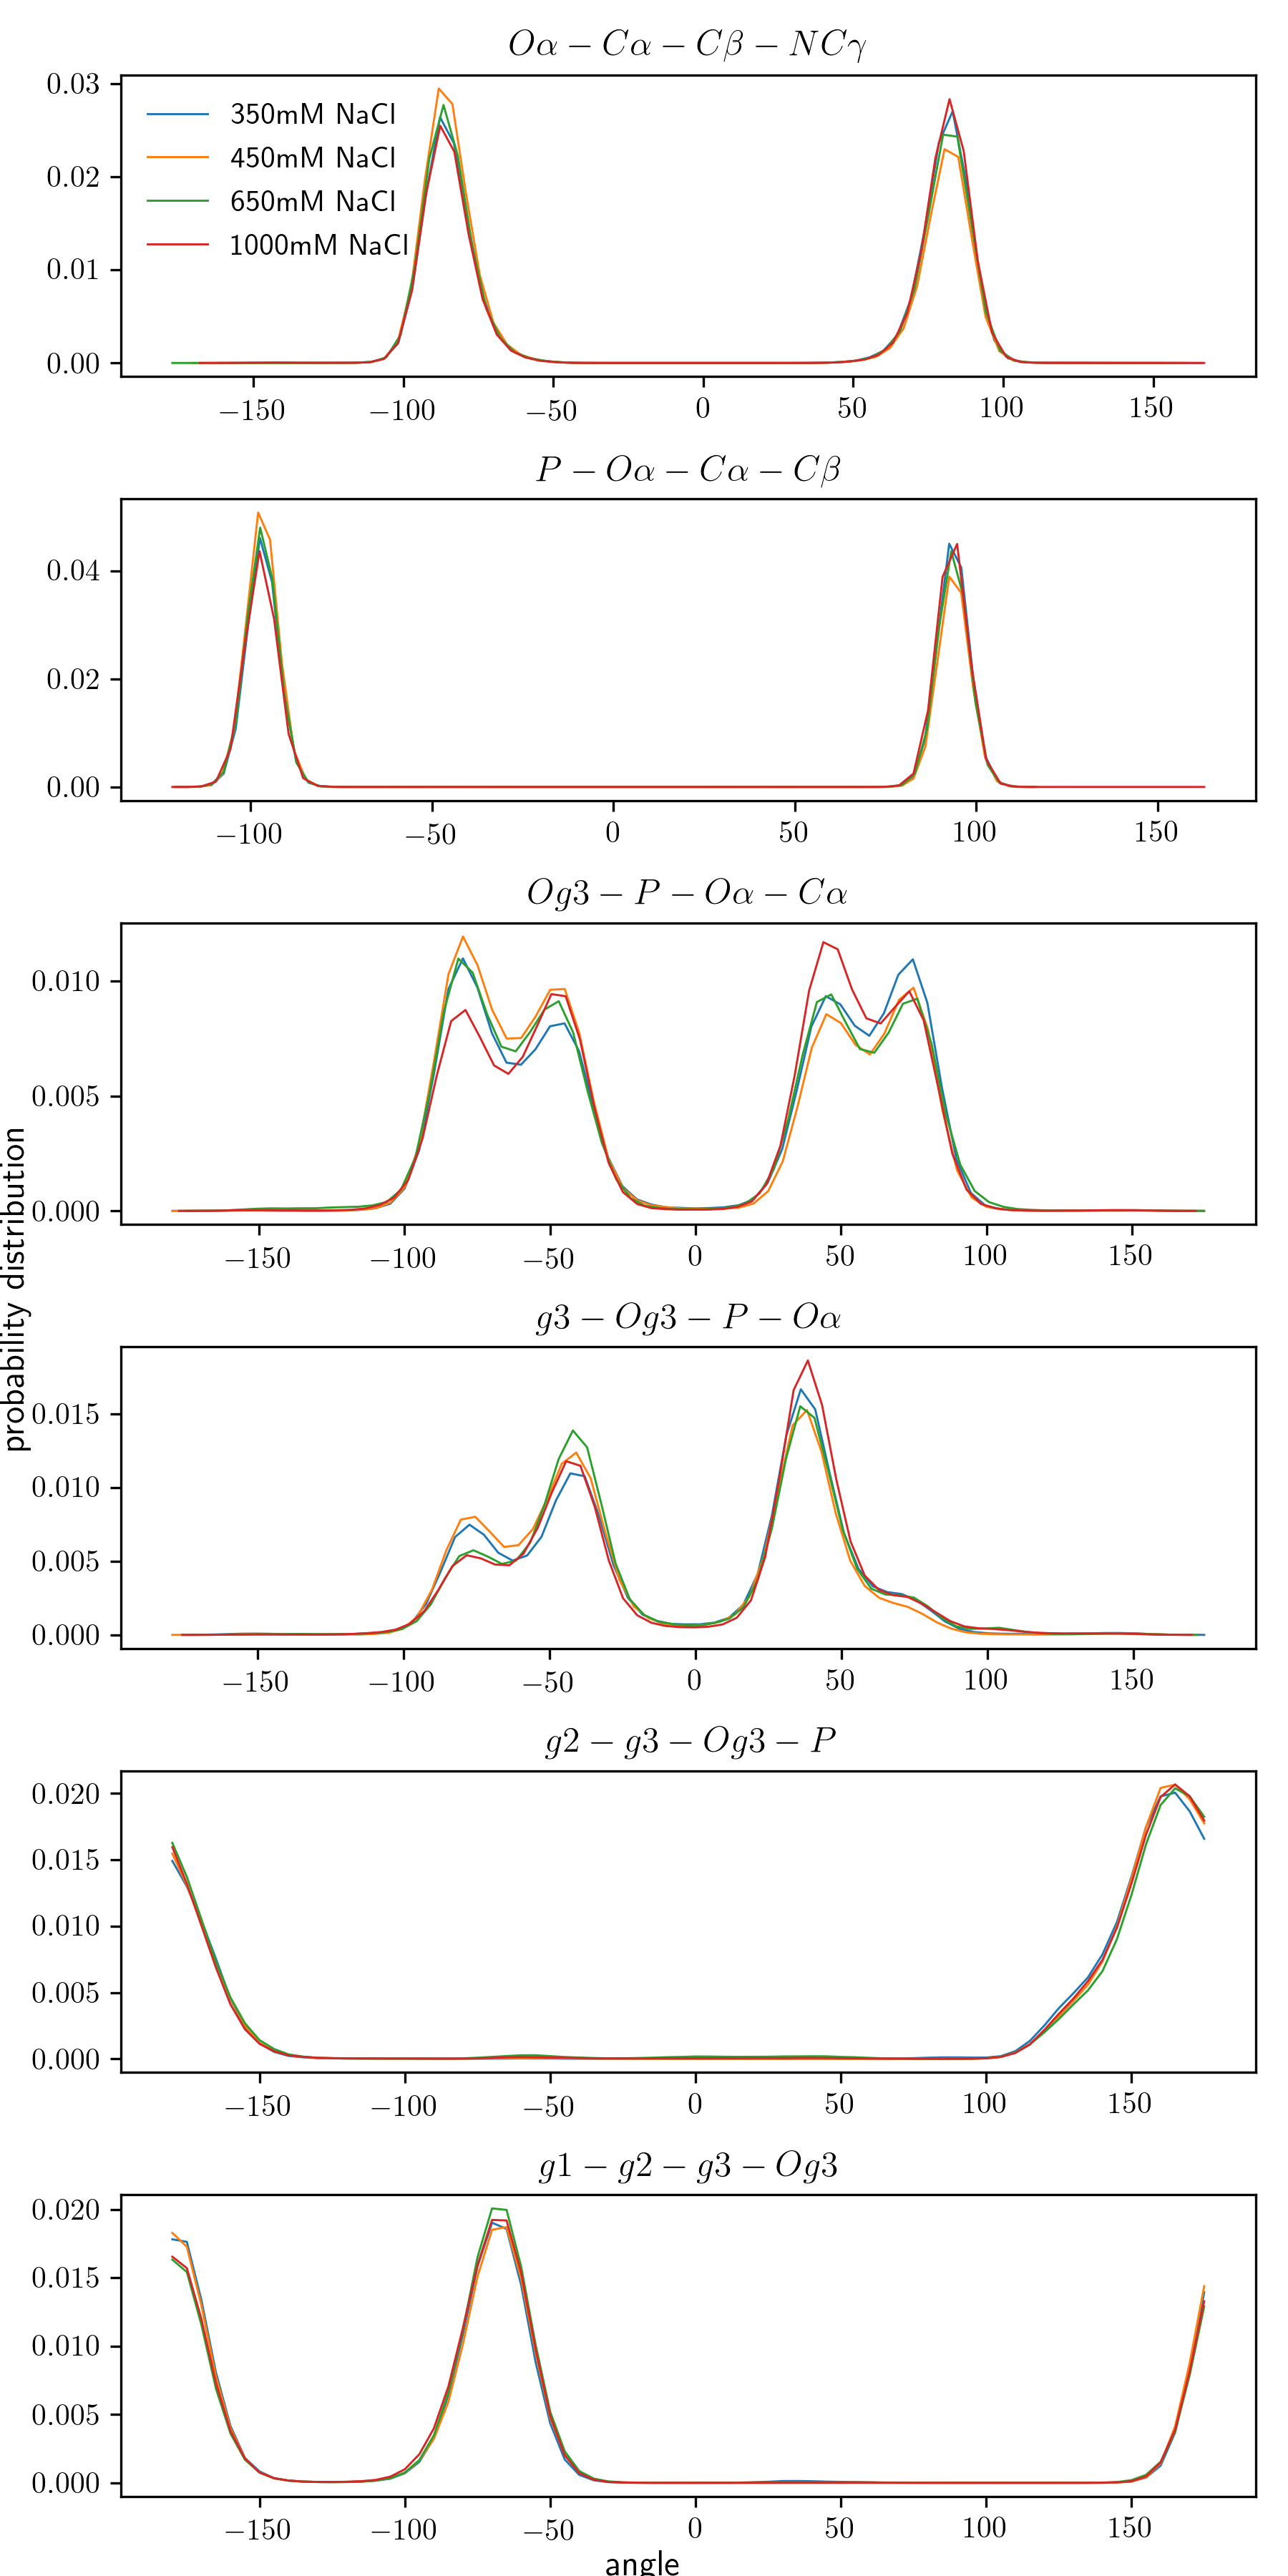 Oα − Cα − Cβ − NCγ
0.03
0.02
0.01
0.00
350mM NaCl
450mM NaCl
650mM NaCl
1000mM NaCl
−150 −100 −50 0 50 100 150
P − Oα − Cα − Cβ
0.04
0.02
0.00
−100 −50 0 50 100 150
Og3 − P − Oα − Cα
0.010
0.005
0.000
−150 −100 −50 0 50 100 150
probability distribution
g3 − Og3 − P − Oα
0.015
0.010
0.005
0.000
−150 −100 −50 0 50 100 150
g2 − g3 − Og3 − P
0.020
0.015
0.010
0.005
0.000
−150 −100 −50 0 50 100 150
g1 − g2 − g3 − Og3
0.020
0.015
0.010
0.005
0.000
−150 −100 −50 0 50 100 150
angle